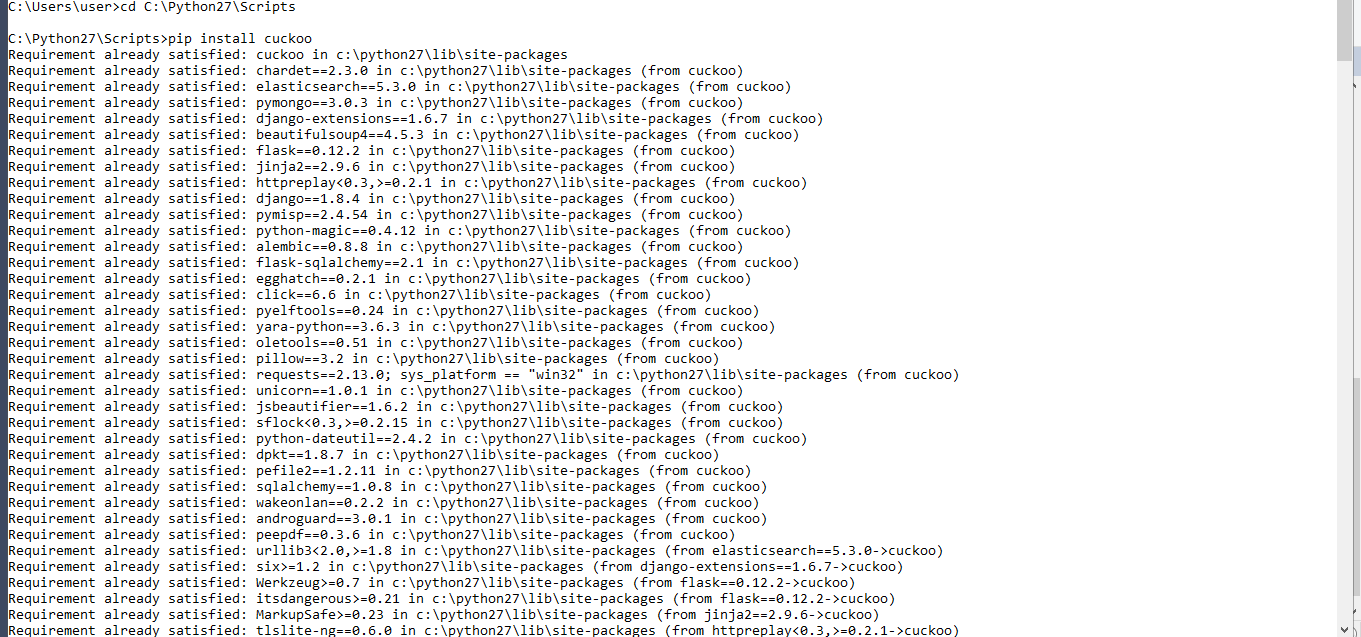 C:\Users\user>cd C:\Python27\Scripts
C:\Python27\Scripts>pip install cuckoo
Requirement already satisfied: cuckoo in c:\python27\lib\site-packages
Requirement already satisfied: chardet==2.3.0 in c:\python27\lib\site-packages (from cuckoo)
Requirement already satisfied: elasticsearch==5.3.0 in c:\python27\lib\site-packages (from cuckoo)
Requirement already satisfied: pymongo==3.0.3 in c:\python27\lib\site-packages (from cuckoo)
Requirement already satisfied: django-extensions==1.6.7 in c:\python27\lib\site-packages (from cuckoo)
Requirement already satisfied: beautifulsoup4==4.5.3 in c:\python27\lib\site-packages (from cuckoo)
Requirement already satisfied: flask==0.12.2 in c:\python27\lib\site-packages (from cuckoo)
Requirement already satisfied: jinja2==2.9.6 in c:\python27\lib\site-packages (from cuckoo)
Requirement already satisfied: httpreplay<0.3,>=0.2.1 in c:\python27\lib\site-packages (from cuckoo)
Requirement already satisfied: django==1.8.4 in c:\python27\lib\site-packages (from cuckoo)
Requirement already satisfied: pymisp==2.4.54 in c:\python27\lib\site-packages (from cuckoo)
Requirement already satisfied: python-magic==0.4.12 in c:\python27\lib\site-packages (from cuckoo)
Requirement already satisfied: alembic==0.8.8 in c:\python27\lib\site-packages (from cuckoo)
Requirement already satisfied: flask-sqlalchemy==2.1 in c:\python27\lib\site-packages (from cuckoo)
Requirement already satisfied: egghatch==0.2.1 in c:\python27\lib\site-packages (from cuckoo)
Requirement already satisfied: click==6.6 in c:\python27\lib\site-packages (from cuckoo)
Requirement already satisfied: pyelftools==0.24 in c:\python27\lib\site-packages (from cuckoo)
Requirement already satisfied: yara-python==3.6.3 in c:\python27\lib\site-packages (from cuckoo)
Requirement already satisfied: oletools==0.51 in c:\python27\lib\site-packages (from cuckoo)
Requirement already satisfied: pillow==3.2 in c:\python27\lib\site-packages (from cuckoo)
Requirement already satisfied: requests==2.13.0; sys_platform == "win32" in c:\python27\lib\site-packages (from cuckoo)
Requirement already satisfied: unicorn==1.0.1 in c:\python27\lib\site-packages (from cuckoo)
Requirement already satisfied: jsbeautifier==1.6.2 in c:\python27\lib\site-packages (from cuckoo)
Requirement already satisfied: sflock<0.3,>=0.2.15 in c:\python27\lib\site-packages (from cuckoo)
Requirement already satisfied: python-dateutil==2.4.2 in c:\python27\lib\site-packages (from cuckoo)
Requirement already satisfied: dpkt==1.8.7 in c:\python27\lib\site-packages (from cuckoo)
Requirement already satisfied: pefile2==1.2.11 in c:\python27\lib\site-packages (from cuckoo)
Requirement already satisfied: sqlalchemy==1.0.8 in c:\python27\lib\site-packages (from cuckoo)
Requirement already satisfied: wakeonlan==0.2.2 in c:\python27\lib\site-packages (from cuckoo)
Requirement already satisfied: androguard==3.0.1 in c:\python27\lib\site-packages (from cuckoo)
Requirement already satisfied: peepdf==0.3.6 in c:\python27\lib\site-packages (from cuckoo)
Requirement already satisfied: urllib3<2.0,>=1.8 in c:\python27\lib\site-packages (from elasticsearch==5.3.0->cuckoo)
Requirement already satisfied: six>=1.2 in c:\python27\lib\site-packages (from django-extensions==1.6.7->cuckoo)
Requirement already satisfied: Werkzeug>=0.7 in c:\python27\lib\site-packages (from flask==0.12.2->cuckoo)
Requirement already satisfied: itsdangerous>=0.21 in c:\python27\lib\site-packages (from flask==0.12.2->cuckoo)
Requirement already satisfied: MarkupSafe>=0.23 in c:\python27\lib\site-packages (from jinja2==2.9.6->cuckoo)
Requirement already satisfied: tlslite-ng==0.6.0 in c:\python27\lib\site-packages (from httpreplay<0.3,>=0.2.1->cuckoo)